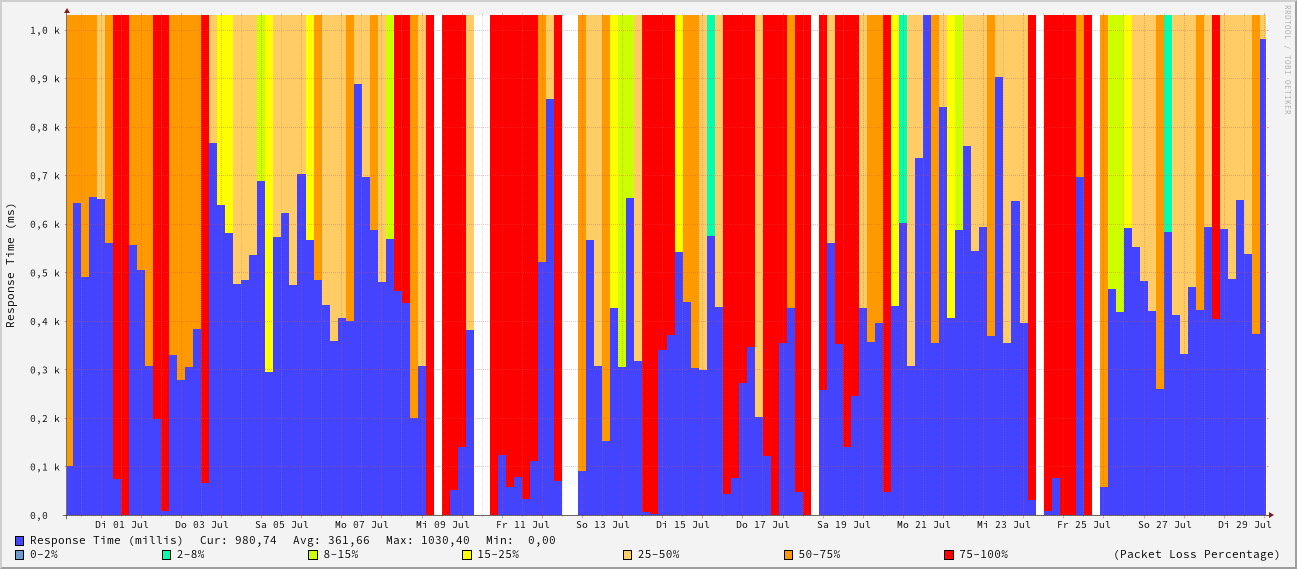 RRDTOOL / TOBI OETIKER
Response Time (ms)
1,0 k
0,9 k
0,8 k
0,7 k
0,6 k
0,5 k
0,4 k
0,3 k
0,2 k
0,1 k
0,0
Di 01 Jul Do 03 Jul Sa 05 Jul Mo 07 Jul Mi 09 Jul Fr 11 Jul So 13 Jul Di 15 Jul Do 17 Jul Sa 19 Jul Mo 21 Jul Mi 23 Jul Fr 25 Jul So 27 Jul Di 29 Jul
Response Time (millis) Cur: 980,74 Avg: 361,66 Max: 1030,40 Min: 0,00
0-2% 2-8% 8-15% 15-25% 25-50% 50-75% 75-100% (Packet Loss Percentage)